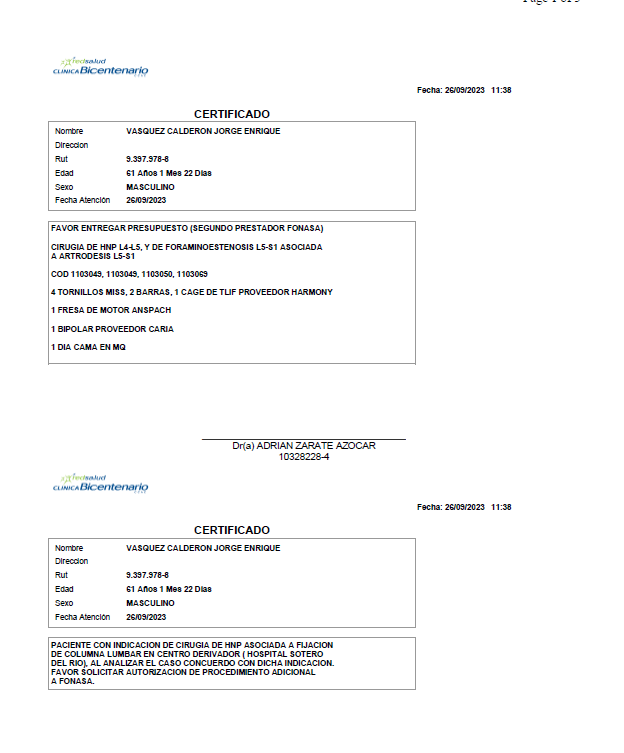 Page 1 of 3
redsalud
CLINICA Bicentenario
Fecha: 26/09/2023 11:38
CERTIFICADO
Nombre VASQUEZ CALDERON JORGE ENRIQUE
Direccion
Rut 9.397.978-8
Edad 61 Años 1 Mes 22 Dias
Sexo MASCULINO
Fecha Atención 26/09/2023
FAVOR ENTREGAR PRESUPUESTO (SEGUNDO PRESTADOR FONASA)
CIRUGIA DE HNP L4-L5, Y DE FORAMINOESTENOSIS L5-S1 ASOCIADA
A ARTRODESIS L5-S1
COD 1103049, 1103049, 1103050, 1103069
4 TORNILLOS MISS, 2 BARRAS, 1 CAGE DE TLIF PROVEEDOR HARMONY
1 FRESA DE MOTOR ANSPACH
1 BIPOLAR PROVEEDOR CARIA
1 DIA CAMA EN MQ
Dr(a) ADRIAN ZARATE AZOCAR
10328228-4
redsalud
CLINICA Bicentenario
Fecha: 26/09/2023 11:38
CERTIFICADO
Nombre VASQUEZ CALDERON JORGE ENRIQUE
Direccion
Rut 9.397.978-8
Edad 61 Años 1 Mes 22 Dias
Sexo MASCULINO
Fecha Atención 26/09/2023
PACIENTE CON INDICACION DE CIRUGIA DE HNP ASOCIADA A FIJACION
DE COLUMNA LUMBAR EN CENTRO DERIVADOR ( HOSPITAL SOTERO
DEL RIO), AL ANALIZAR EL CASO CONCUERDO CON DICHA INDICACION.
FAVOR SOLICITAR AUTORIZACION DE PROCEDIMIENTO ADICIONAL
A FONASA.